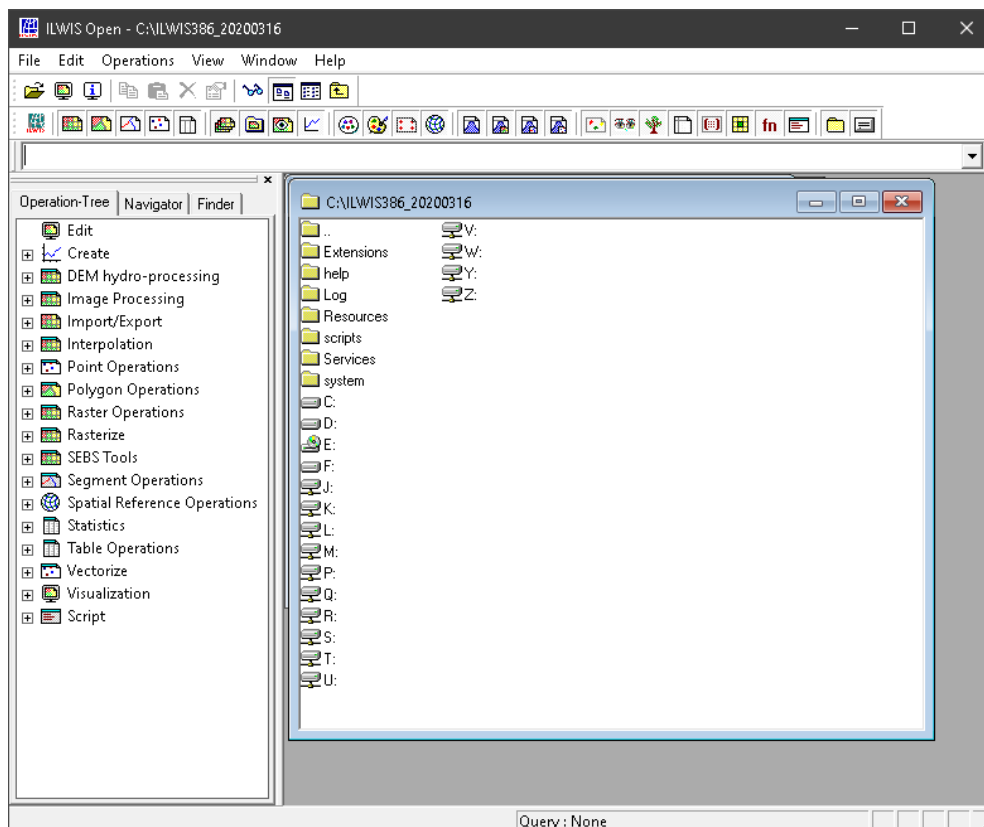 ILWIS Open - C:\ILWIS386_20200316
File Edit Operations View Window Help
ILWIS fn
Operation-Tree Navigator Finder
Edit
Create
DEM hydro-processing
Image Processing
Import/Export
Interpolation
Point Operations
Polygon Operations
Raster Operations
Rasterize
SEBS Tools
Segment Operations
Spatial Reference Operations
Statistics
Table Operations
Vectorize
Visualization
Script
C:\ILWIS386_20200316
..
Extensions
help
Log
Resources
scripts
Services
system
C:
D:
E:
F:
J:
K:
L:
M:
P:
Q:
R:
S:
T:
U:
V:
W:
Y:
Z:
Query : None